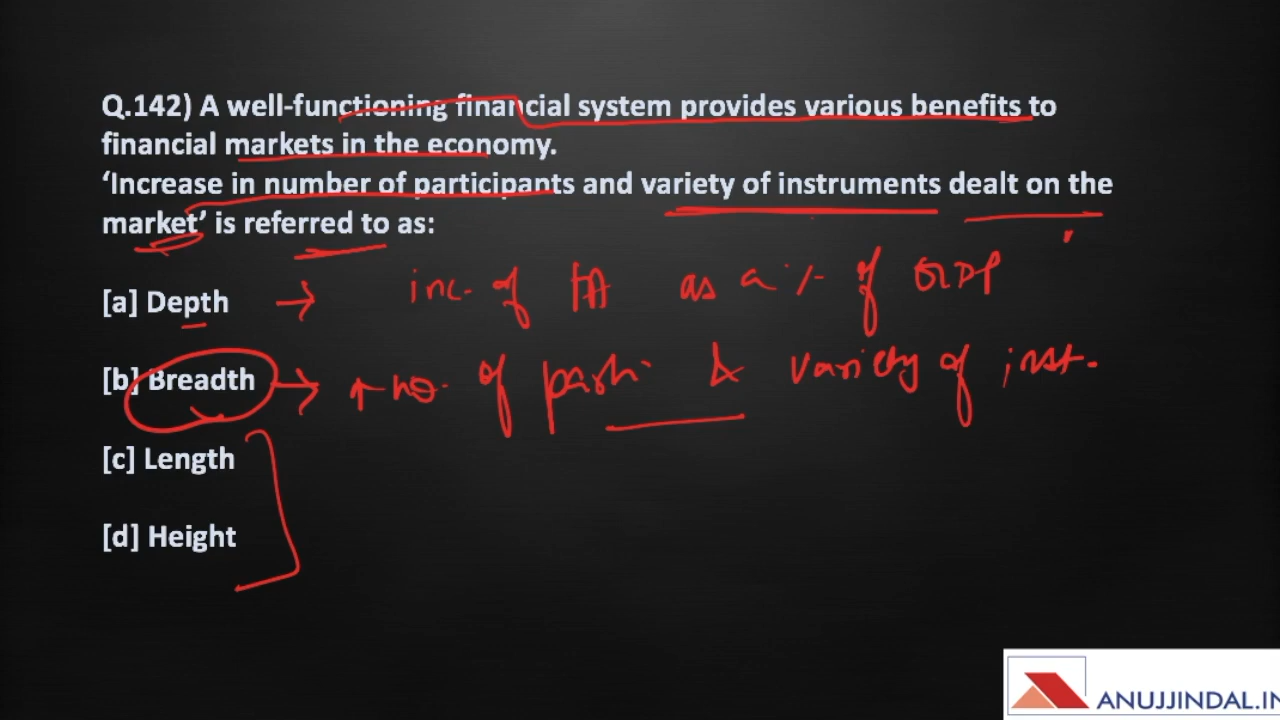 Q.142) A well-functioning financial system provides various benefits to
financial markets in the economy.
‘Increase in number of participants and variety of instruments dealt on the
market’ is referred to as:
[a] Depth → inc. of FA as a % of GDP
[b] Breadth → ↑ no. of parti. & variety of inst.
[c] Length
[d] Height
ANUJJINDAL.IN